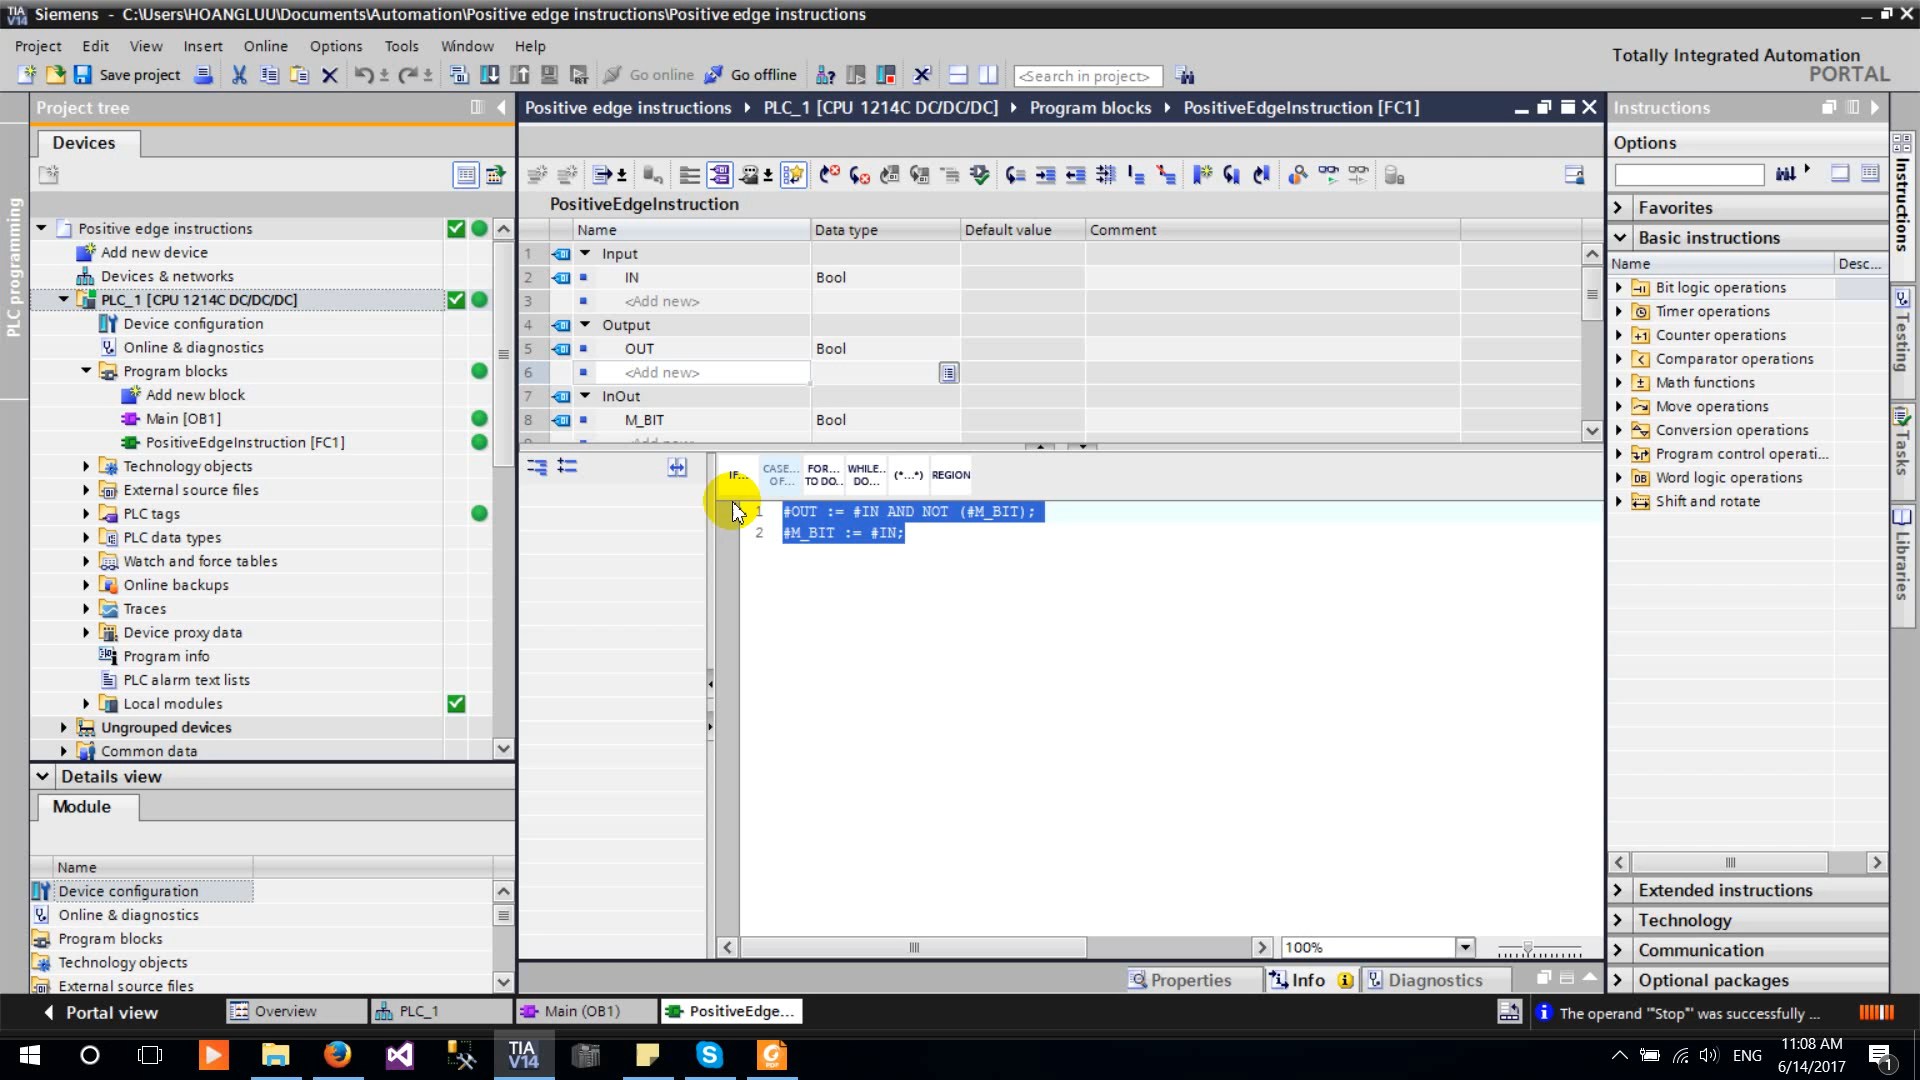 TIA V14 Siemens - C:\Users\HOANGLUU\Documents\Automation\Positive edge instructions\Positive edge instructions
Project Edit View Insert Online Options Tools Window Help
Totally Integrated Automation
PORTAL
Save project Go online Go offline <Search in project>
Project tree
Positive edge instructions PLC_1 [CPU 1214C DC/DC/DC] Program blocks PositiveEdgeInstruction [FC1]
Instructions
Devices
Options
PLC programming
PositiveEdgeInstruction
Favorites
Basic instructions
Positive edge instructions
Add new device
Devices & networks
PLC_1 [CPU 1214C DC/DC/DC]
Device configuration
Online & diagnostics
Program blocks
Add new block
Main [OB1]
PositiveEdgeInstruction [FC1]
Technology objects
External source files
PLC tags
PLC data types
Watch and force tables
Online backups
Traces
Device proxy data
Program info
PLC alarm text lists
Local modules
Ungrouped devices
Common data
Name Data type Default value Comment
1 Input
2 IN Bool
3 <Add new>
4 Output
5 OUT Bool
6 <Add new>
7 InOut
8 M_BIT Bool
IF... CASE... OF... FOR... TO DO.. WHILE.. DO... (*...*) REGION
1 #OUT := #IN AND NOT (#M_BIT);
2 #M_BIT := #IN;
100%
Name Desc...
Bit logic operations
Timer operations
Counter operations
Comparator operations
Math functions
Move operations
Conversion operations
Program control operati...
Word logic operations
Shift and rotate
Extended instructions
Technology
Communication
Optional packages
Instructions
Testing
Tasks
Libraries
Details view
Module
Name
Device configuration
Online & diagnostics
Program blocks
Technology objects
External source files
Properties Info Diagnostics
Portal view Overview PLC_1 Main (OB1) PositiveEdge...
The operand '"Stop"' was successfully ...
TIA V14
PDF
ENG
11:08 AM
6/14/2017
1